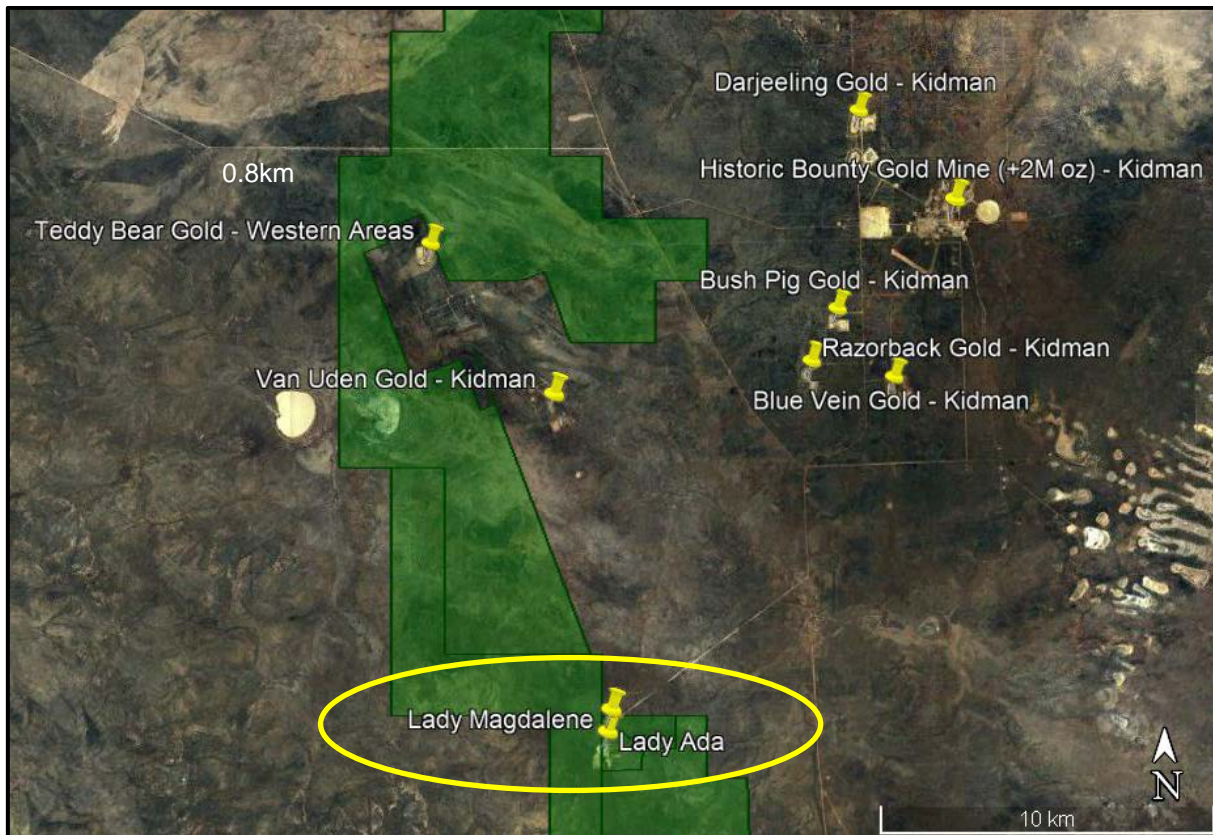 Darjeeling Gold - Kidman
0.8km
Historic Bounty Gold Mine (+2M oz) - Kidman
Teddy Bear Gold - Western Areas
Bush Pig Gold - Kidman
Razorback Gold - Kidman
Van Uden Gold - Kidman
Blue Vein Gold - Kidman
Lady Magdalene
Lady Ada
N
10 km